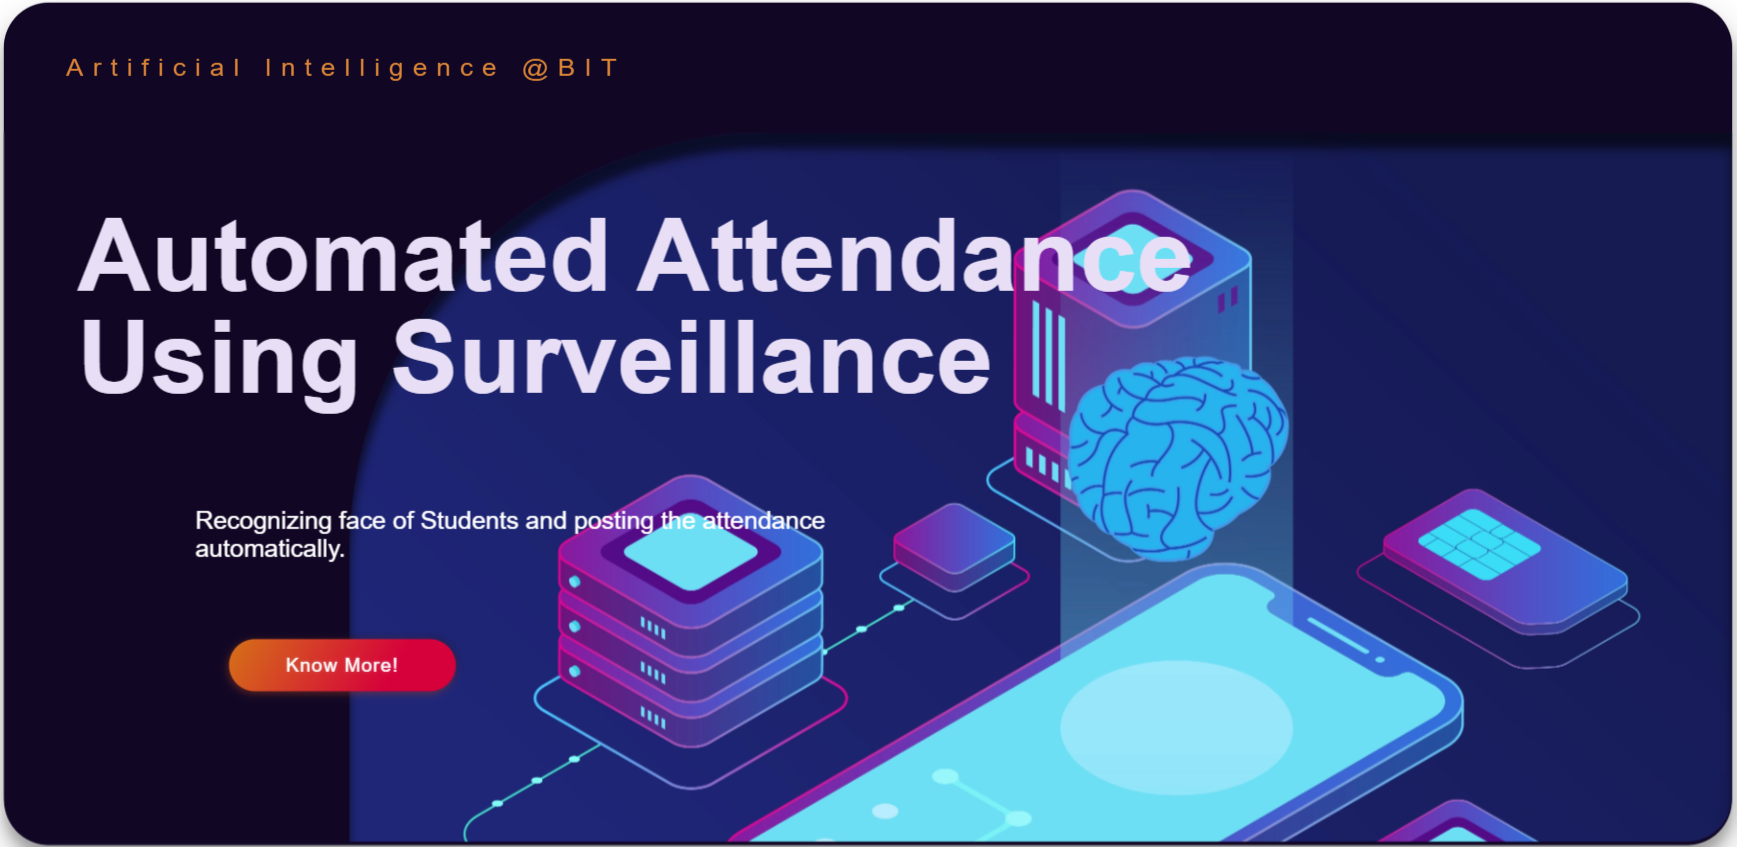 Artificial Intelligence @BIT
Automated Attendance
Using Surveillance
Recognizing face of Students and posting the attendance
automatically.
Know More!